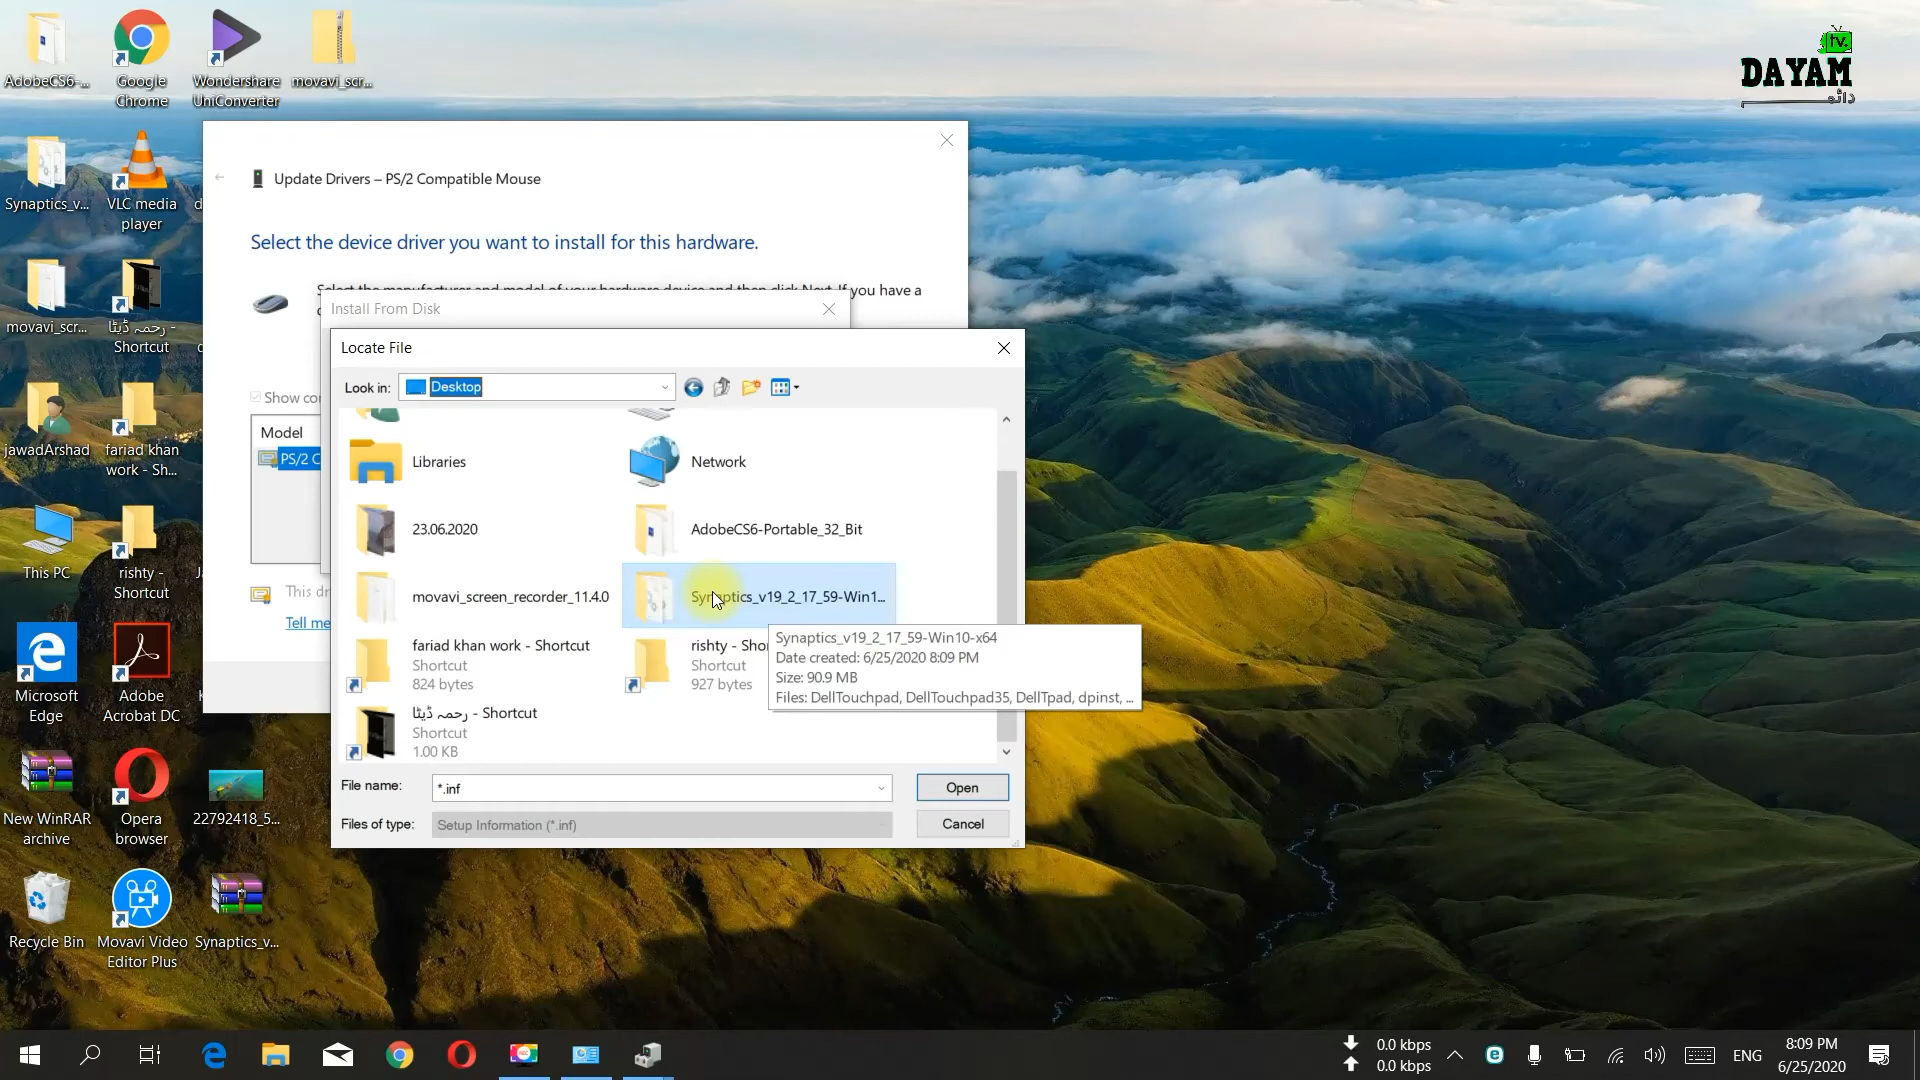 AdobeCS6-...
Google
Chrome
Wondershare
UniConverter
movavi_scr...
tv.
DAYAM
دائم
Synaptics_v...
VLC media
player
d
movavi_scr...
رحمہ ڈیٹا -
Shortcut
jawadArshad
fariad khan
work - Sh...
This PC
rishty -
Shortcut
Microsoft
Edge
Adobe
Acrobat DC
New WinRAR
archive
Opera
browser
22792418_5...
Recycle Bin
Movavi Video
Editor Plus
Synaptics_v...
Update Drivers – PS/2 Compatible Mouse
Select the device driver you want to install for this hardware.
Select the manufacturer and model of your hardware device and then click Next. If you have a
Show co
Model
PS/2 C
This dr
Tell me
Install From Disk
Locate File
Look in:
Desktop
Libraries
Network
23.06.2020
AdobeCS6-Portable_32_Bit
movavi_screen_recorder_11.4.0
Synaptics_v19_2_17_59-Win1...
fariad khan work - Shortcut
Shortcut
824 bytes
rishty - Sho
Shortcut
927 bytes
رحمہ ڈیٹا - Shortcut
Shortcut
1.00 KB
Synaptics_v19_2_17_59-Win10-x64
Date created: 6/25/2020 8:09 PM
Size: 90.9 MB
Files: DellTouchpad, DellTouchpad35, DellTpad, dpinst, ...
File name:
*.inf
Open
Files of type:
Setup Information (*.inf)
Cancel
0.0 kbps
0.0 kbps
ENG
8:09 PM
6/25/2020